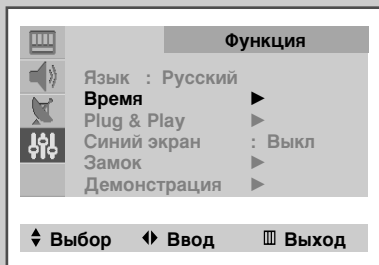 Функция
Язык : Русский
Время ▶
Plug & Play ▶
Синий экран : Выкл
Замок ▶
Демонстрация ▶
Выбор Ввод Выход